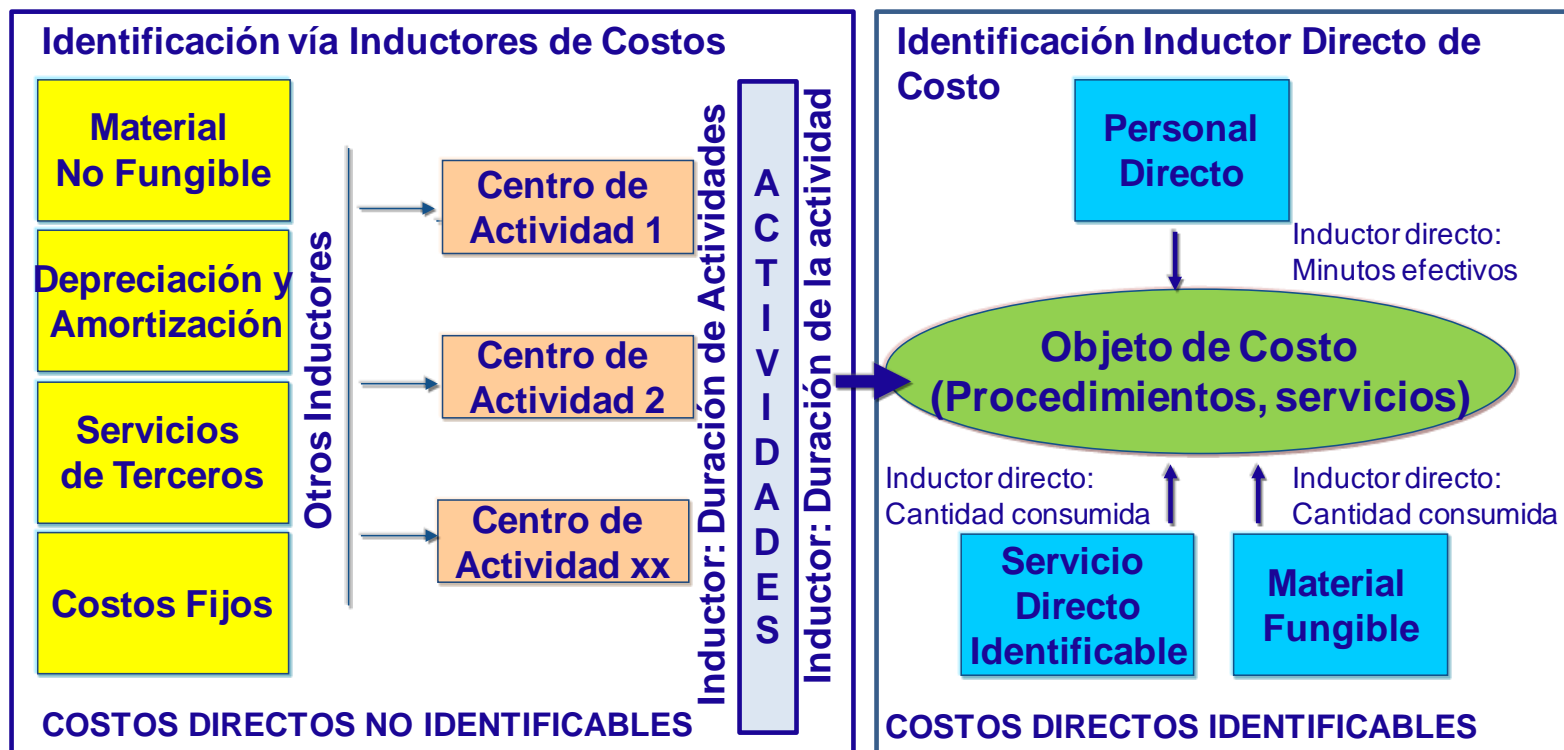 Identificación vía Inductores de Costos
Material
No Fungible
Depreciación y
Amortización
Servicios
de Terceros
Costos Fijos
Otros Inductores
Centro de
Actividad 1
Centro de
Actividad 2
Centro de
Actividad xx
Inductor: Duración de Actividades
A
C
T
I
V
I
D
A
D
E
S
Inductor: Duración de la actividad
COSTOS DIRECTOS NO IDENTIFICABLES
Identificación Inductor Directo de
Costo
Personal
Directo
Inductor directo:
Minutos efectivos
Objeto de Costo
(Procedimientos, servicios)
Inductor directo:
Cantidad consumida
Inductor directo:
Cantidad consumida
Servicio
Directo
Identificable
Material
Fungible
COSTOS DIRECTOS IDENTIFICABLES